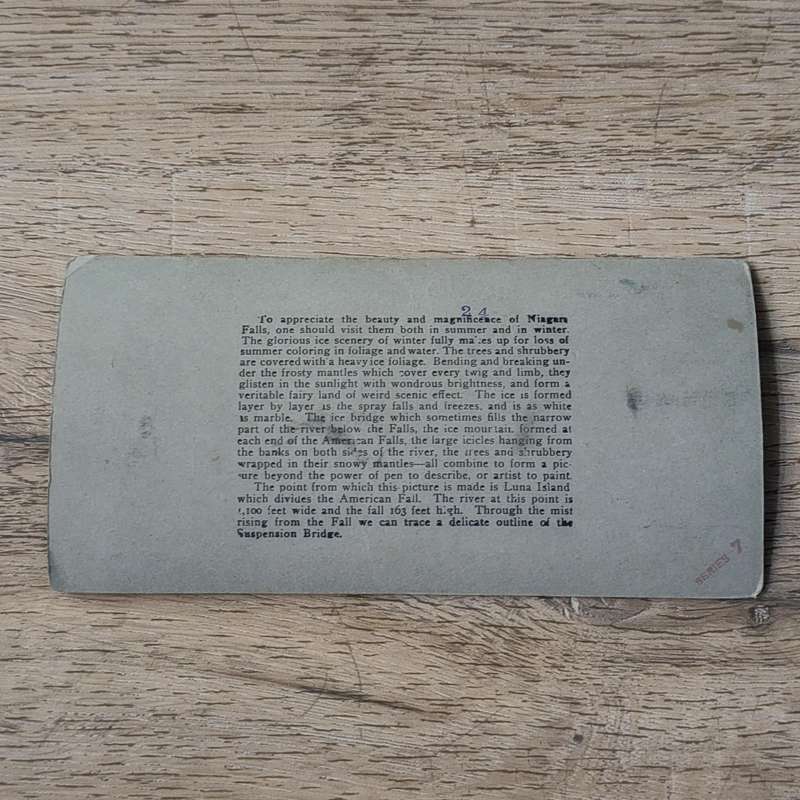 24
To appreciate the beauty and magnificence of Niagara
Falls, one should visit them both in summer and in winter.
The glorious ice scenery of winter fully makes up for loss of
summer coloring in foliage and water. The trees and shrubbery
are covered with a heavy ice foliage. Bending and breaking un-
der the frosty mantles which cover every twig and limb, they
glisten in the sunlight with wondrous brightness, and form a
veritable fairy land of weird scenic effect. The ice is formed
layer by layer as the spray falls and freezes, and is as white
as marble. The ice bridge which sometimes fills the narrow
part of the river below the Falls, the ice mountain formed at
each end of the American Falls, the large icicles hanging from
the banks on both sides of the river, the trees and shrubbery
wrapped in their snowy mantles—all combine to form a pic-
ture beyond the power of pen to describe, or artist to paint.
The point from which this picture is made is Luna Island
which divides the American Fall. The river at this point is
1,100 feet wide and the fall 163 feet high. Through the mist
rising from the Fall we can trace a delicate outline of the
Suspension Bridge.
SERIES 7